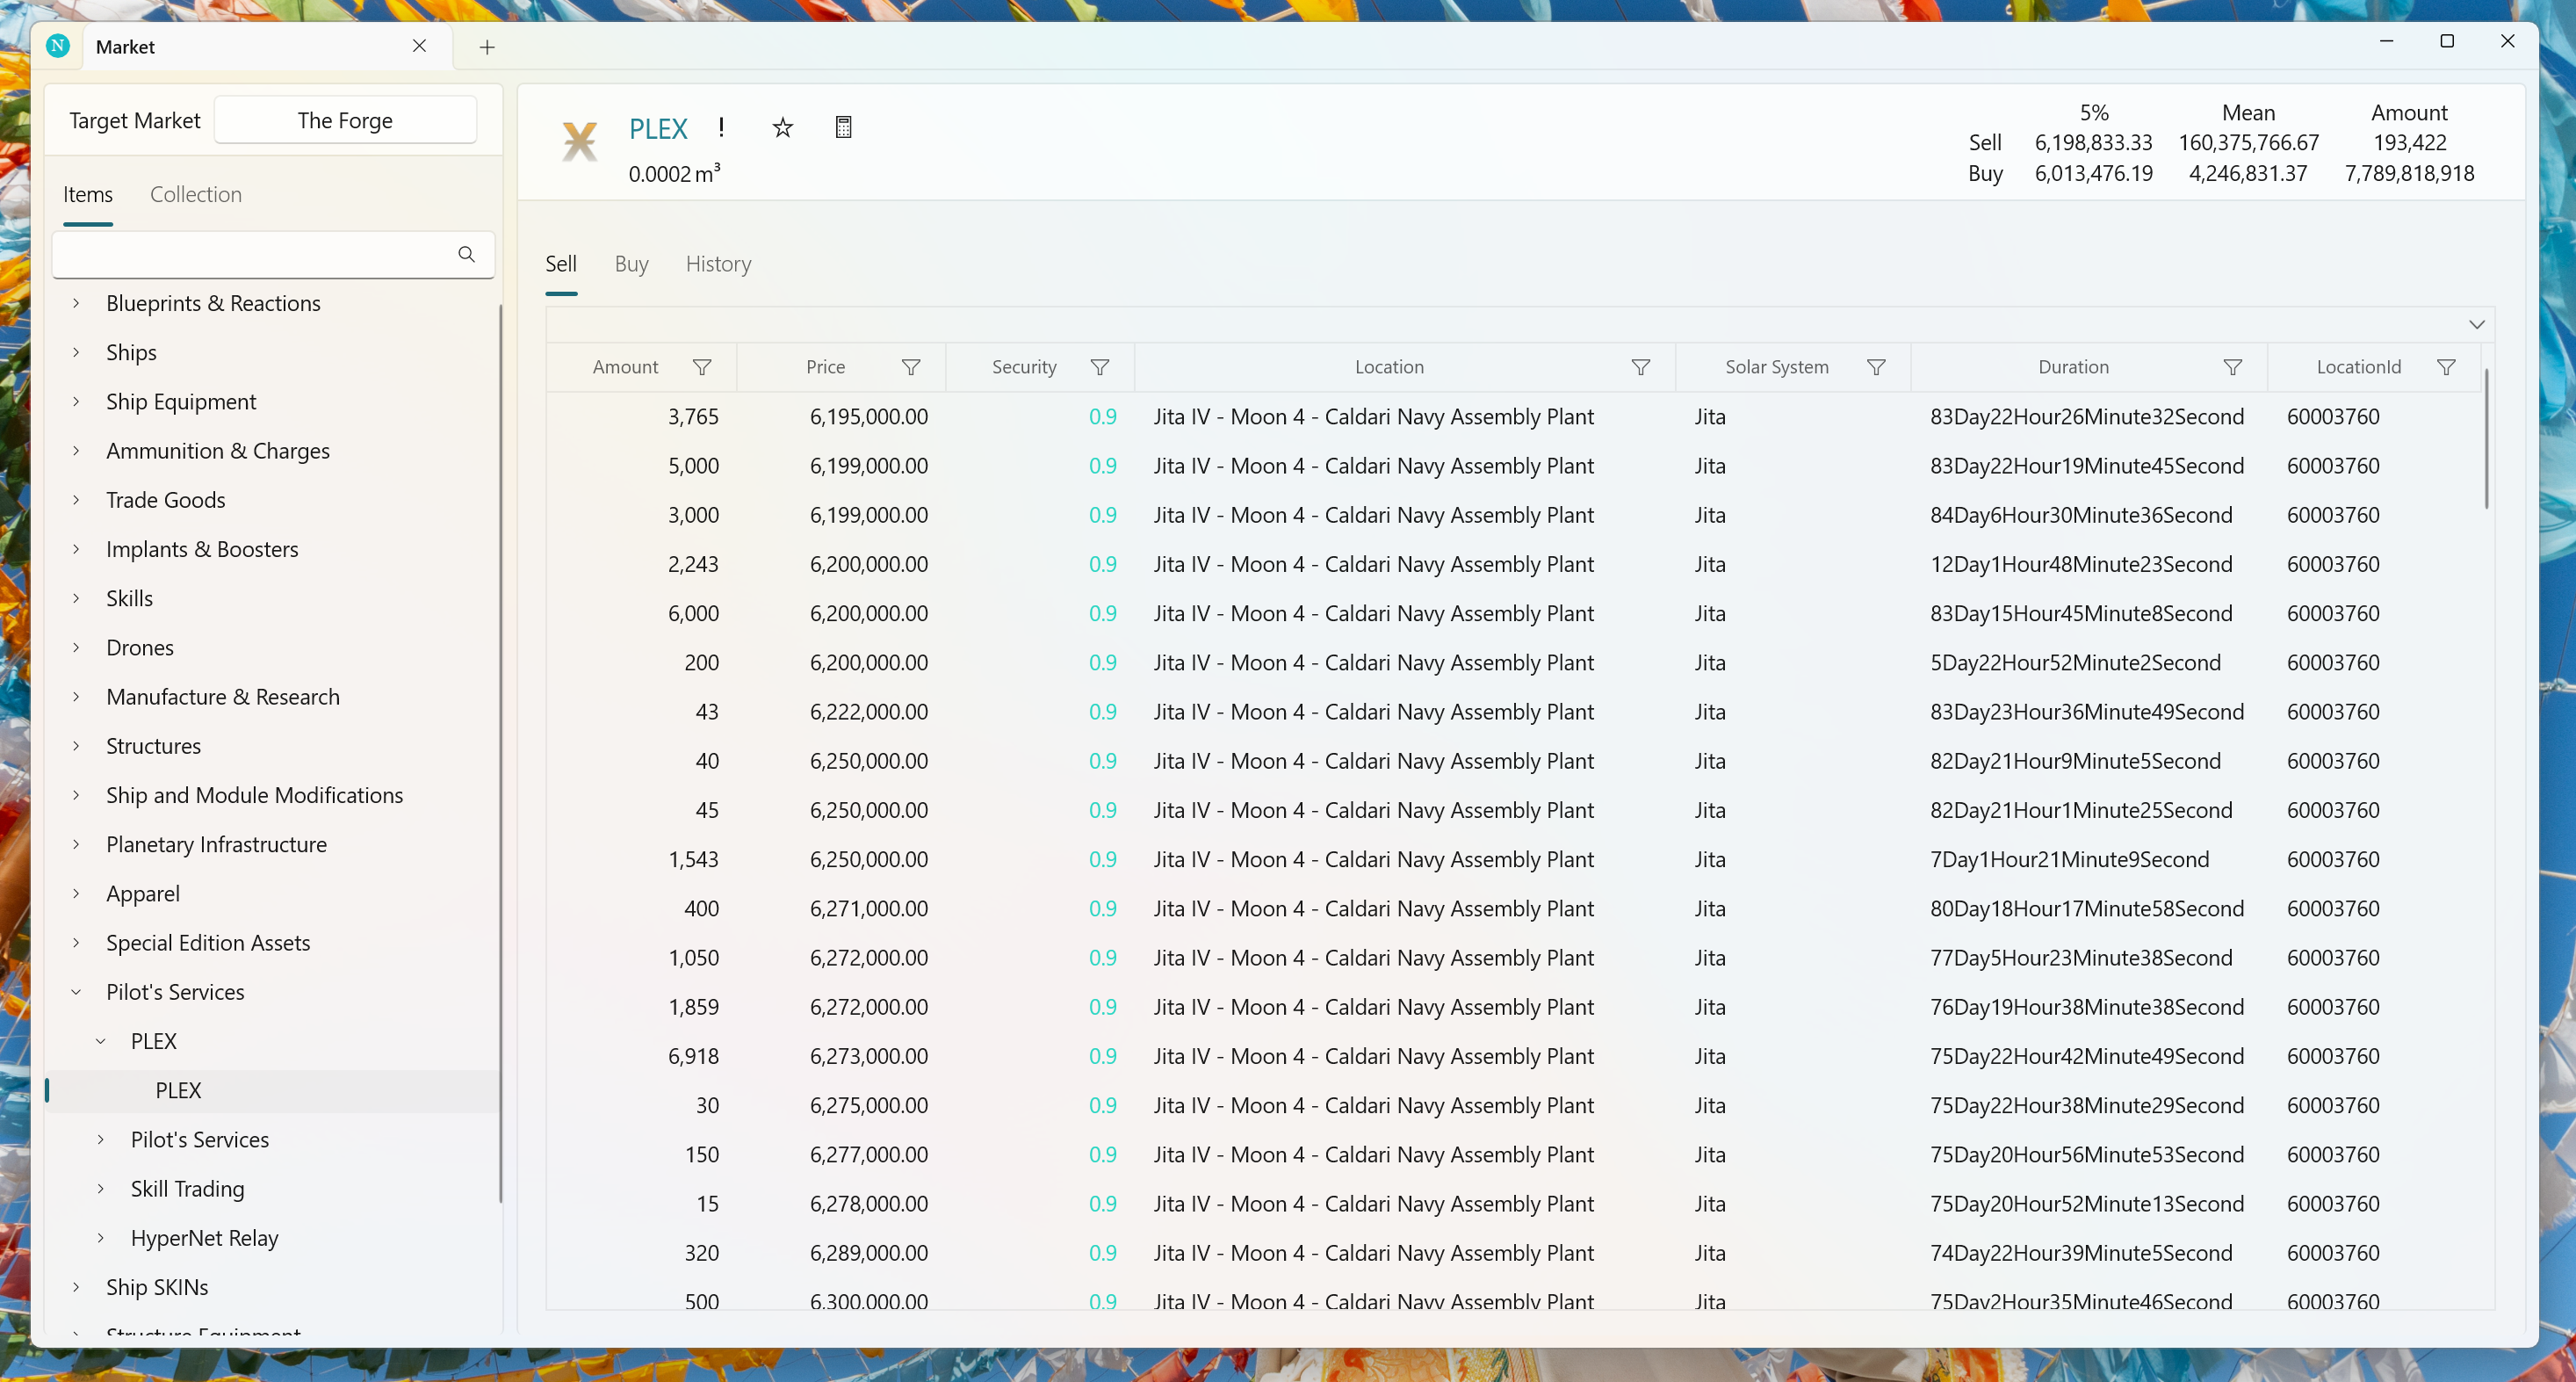 N Market
Target Market The Forge
Items Collection
Blueprints & Reactions
Ships
Ship Equipment
Ammunition & Charges
Trade Goods
Implants & Boosters
Skills
Drones
Manufacture & Research
Structures
Ship and Module Modifications
Planetary Infrastructure
Apparel
Special Edition Assets
Pilot's Services
PLEX
PLEX
Pilot's Services
Skill Trading
HyperNet Relay
Ship SKINs
Structure Equipment
PLEX !
0.0002 m³
5% Mean Amount
Sell 6,198,833.33 160,375,766.67 193,422
Buy 6,013,476.19 4,246,831.37 7,789,818,918
Sell Buy History
Amount Price Security Location Solar System Duration LocationId
3,765 6,195,000.00 0.9 Jita IV - Moon 4 - Caldari Navy Assembly Plant Jita 83Day22Hour26Minute32Second 60003760
5,000 6,199,000.00 0.9 Jita IV - Moon 4 - Caldari Navy Assembly Plant Jita 83Day22Hour19Minute45Second 60003760
3,000 6,199,000.00 0.9 Jita IV - Moon 4 - Caldari Navy Assembly Plant Jita 84Day6Hour30Minute36Second 60003760
2,243 6,200,000.00 0.9 Jita IV - Moon 4 - Caldari Navy Assembly Plant Jita 12Day1Hour48Minute23Second 60003760
6,000 6,200,000.00 0.9 Jita IV - Moon 4 - Caldari Navy Assembly Plant Jita 83Day15Hour45Minute8Second 60003760
200 6,200,000.00 0.9 Jita IV - Moon 4 - Caldari Navy Assembly Plant Jita 5Day22Hour52Minute2Second 60003760
43 6,222,000.00 0.9 Jita IV - Moon 4 - Caldari Navy Assembly Plant Jita 83Day23Hour36Minute49Second 60003760
40 6,250,000.00 0.9 Jita IV - Moon 4 - Caldari Navy Assembly Plant Jita 82Day21Hour9Minute5Second 60003760
45 6,250,000.00 0.9 Jita IV - Moon 4 - Caldari Navy Assembly Plant Jita 82Day21Hour1Minute25Second 60003760
1,543 6,250,000.00 0.9 Jita IV - Moon 4 - Caldari Navy Assembly Plant Jita 7Day1Hour21Minute9Second 60003760
400 6,271,000.00 0.9 Jita IV - Moon 4 - Caldari Navy Assembly Plant Jita 80Day18Hour17Minute58Second 60003760
1,050 6,272,000.00 0.9 Jita IV - Moon 4 - Caldari Navy Assembly Plant Jita 77Day5Hour23Minute38Second 60003760
1,859 6,272,000.00 0.9 Jita IV - Moon 4 - Caldari Navy Assembly Plant Jita 76Day19Hour38Minute38Second 60003760
6,918 6,273,000.00 0.9 Jita IV - Moon 4 - Caldari Navy Assembly Plant Jita 75Day22Hour42Minute49Second 60003760
30 6,275,000.00 0.9 Jita IV - Moon 4 - Caldari Navy Assembly Plant Jita 75Day22Hour38Minute29Second 60003760
150 6,277,000.00 0.9 Jita IV - Moon 4 - Caldari Navy Assembly Plant Jita 75Day20Hour56Minute53Second 60003760
15 6,278,000.00 0.9 Jita IV - Moon 4 - Caldari Navy Assembly Plant Jita 75Day20Hour52Minute13Second 60003760
320 6,289,000.00 0.9 Jita IV - Moon 4 - Caldari Navy Assembly Plant Jita 74Day22Hour39Minute5Second 60003760
500 6,300,000.00 0.9 Jita IV - Moon 4 - Caldari Navy Assembly Plant Jita 75Day2Hour35Minute46Second 60003760